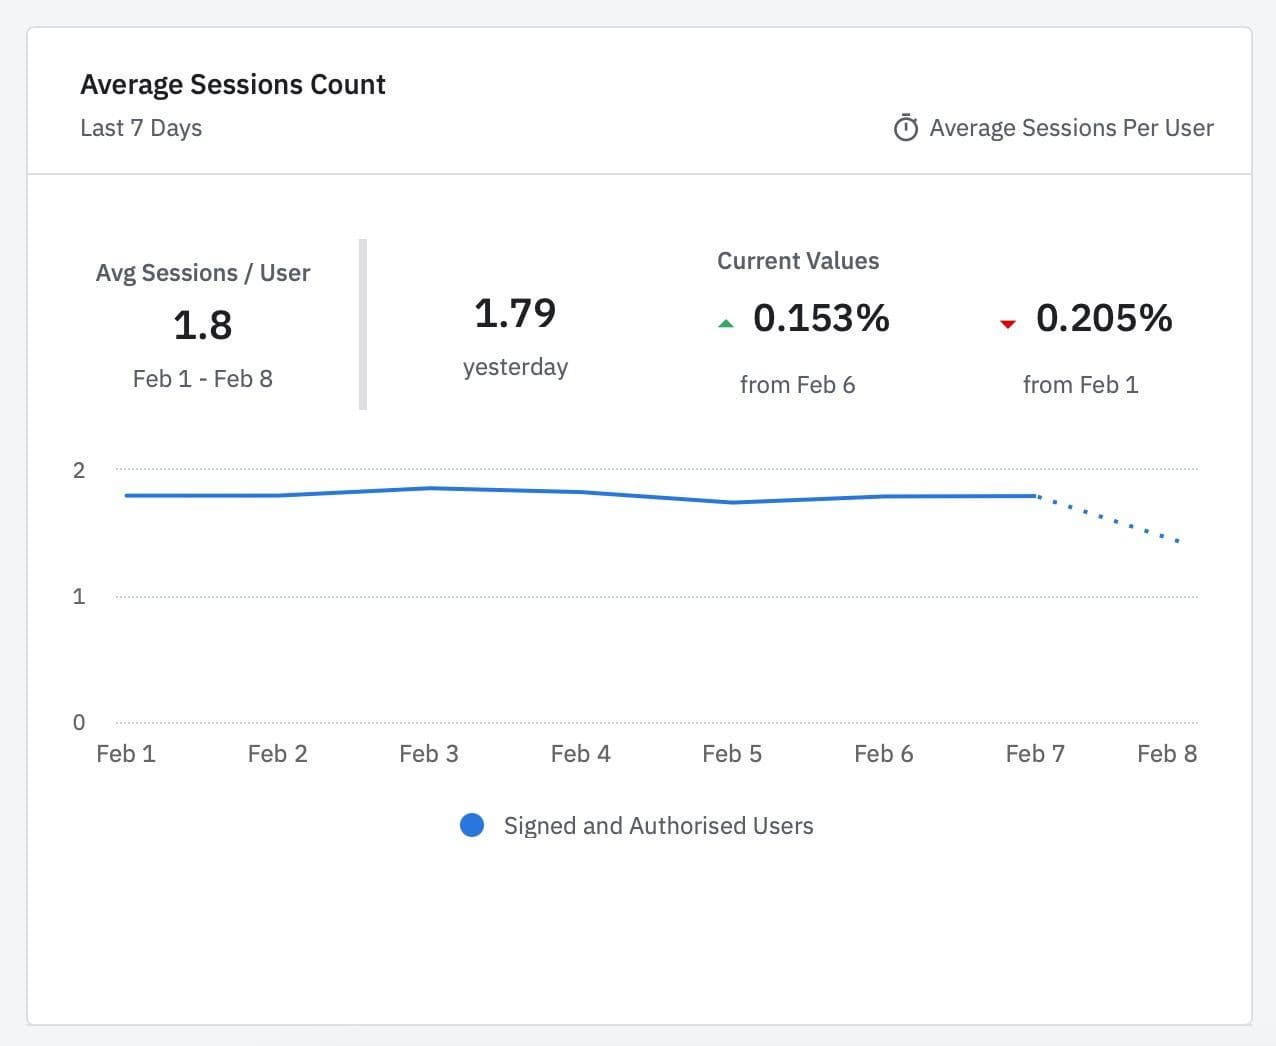 Average Sessions Count
Last 7 Days
Average Sessions Per User
Avg Sessions / User
1.8
Feb 1 - Feb 8
1.79
yesterday
Current Values
0.153%
from Feb 6
0.205%
from Feb 1
2
1
0
Feb 1 Feb 2 Feb 3 Feb 4 Feb 5 Feb 6 Feb 7 Feb 8
Signed and Authorised Users